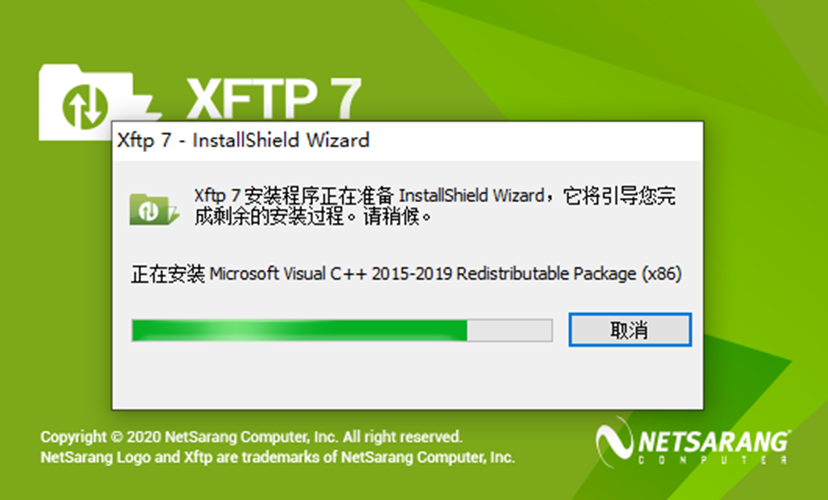 XFTP 7
Xftp 7 - InstallShield Wizard
Xftp 7 安装程序正在准备 InstallShield Wizard，它将引导您完
成剩余的安装过程。请稍候。
正在安装 Microsoft Visual C++ 2015-2019 Redistributable Package (x86)
取消
Copyright © 2020 NetSarang Computer, Inc. All right reserved.
NetSarang Logo and Xftp are trademarks of NetSarang Computer, Inc.
NETSARANG
COMPUTER